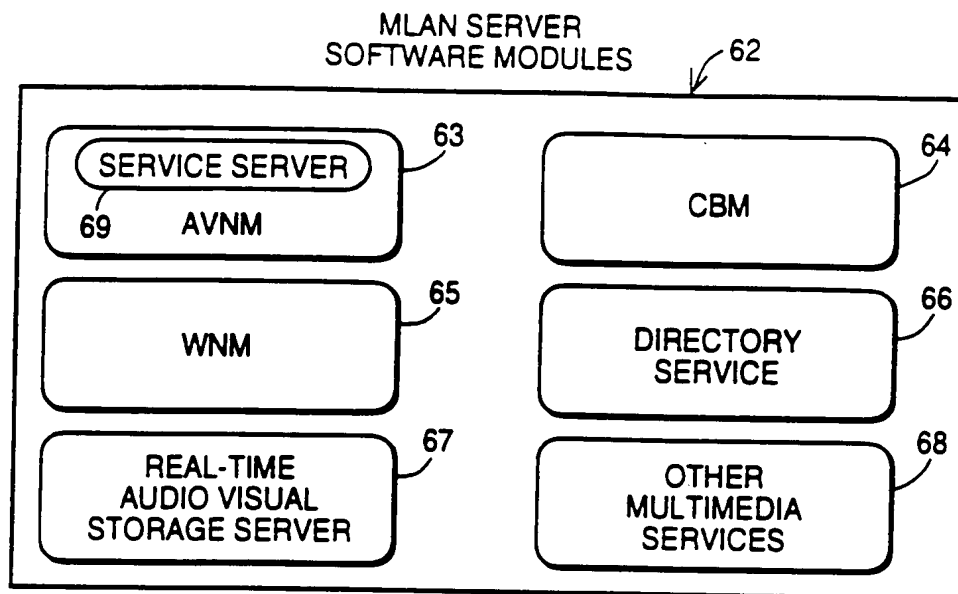 MLAN SERVER
SOFTWARE MODULES
62
SERVICE SERVER
63
69
AVNM
CBM
64
WNM
65
DIRECTORY
SERVICE
66
REAL-TIME
AUDIO VISUAL
STORAGE SERVER
67
OTHER
MULTIMEDIA
SERVICES
68